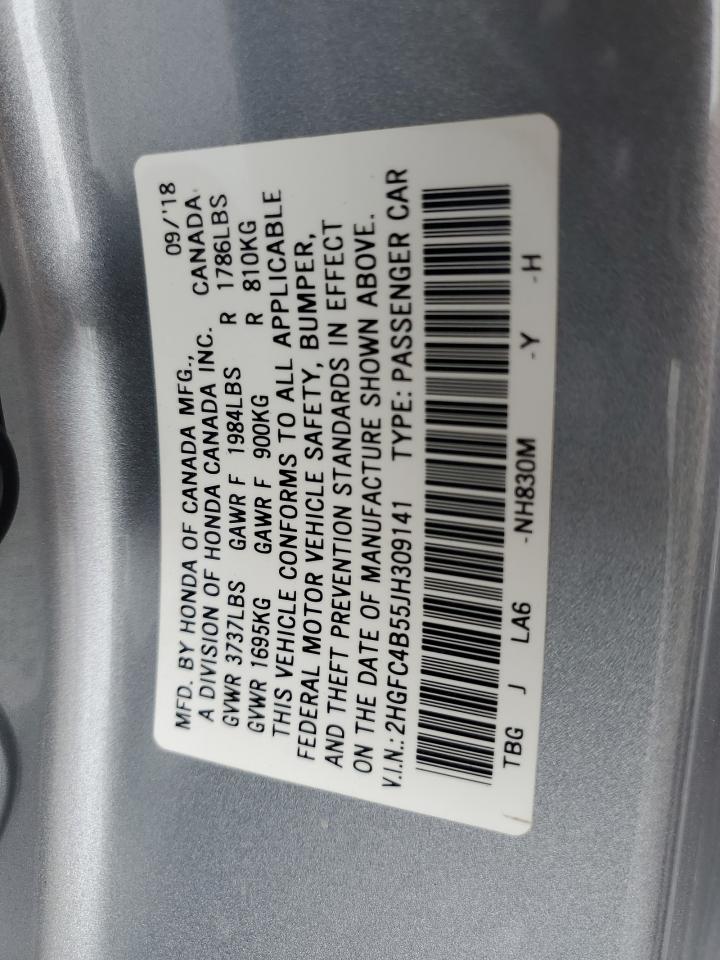 MFD. BY HONDA OF CANADA MFG., 09/'18
A DIVISION OF HONDA CANADA INC. CANADA
GVWR 3737LBS GAWR F 1984LBS R 1786LBS
GVWR 1695KG GAWR F 900KG R 810KG
THIS VEHICLE CONFORMS TO ALL APPLICABLE
FEDERAL MOTOR VEHICLE SAFETY, BUMPER,
AND THEFT PREVENTION STANDARDS IN EFFECT
ON THE DATE OF MANUFACTURE SHOWN ABOVE.
V.I.N.: 2HGFC4B55JH309141 TYPE: PASSENGER CAR
TBG J LA6 -NH830M -Y -H